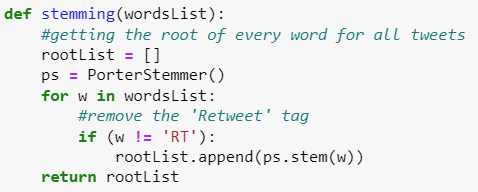 def stemming(wordsList):
    #getting the root of every word for all tweets
    rootList = []
    ps = PorterStemmer()
    for w in wordsList:
        #remove the 'Retweet' tag
        if (w != 'RT'):
            rootList.append(ps.stem(w))
    return rootList